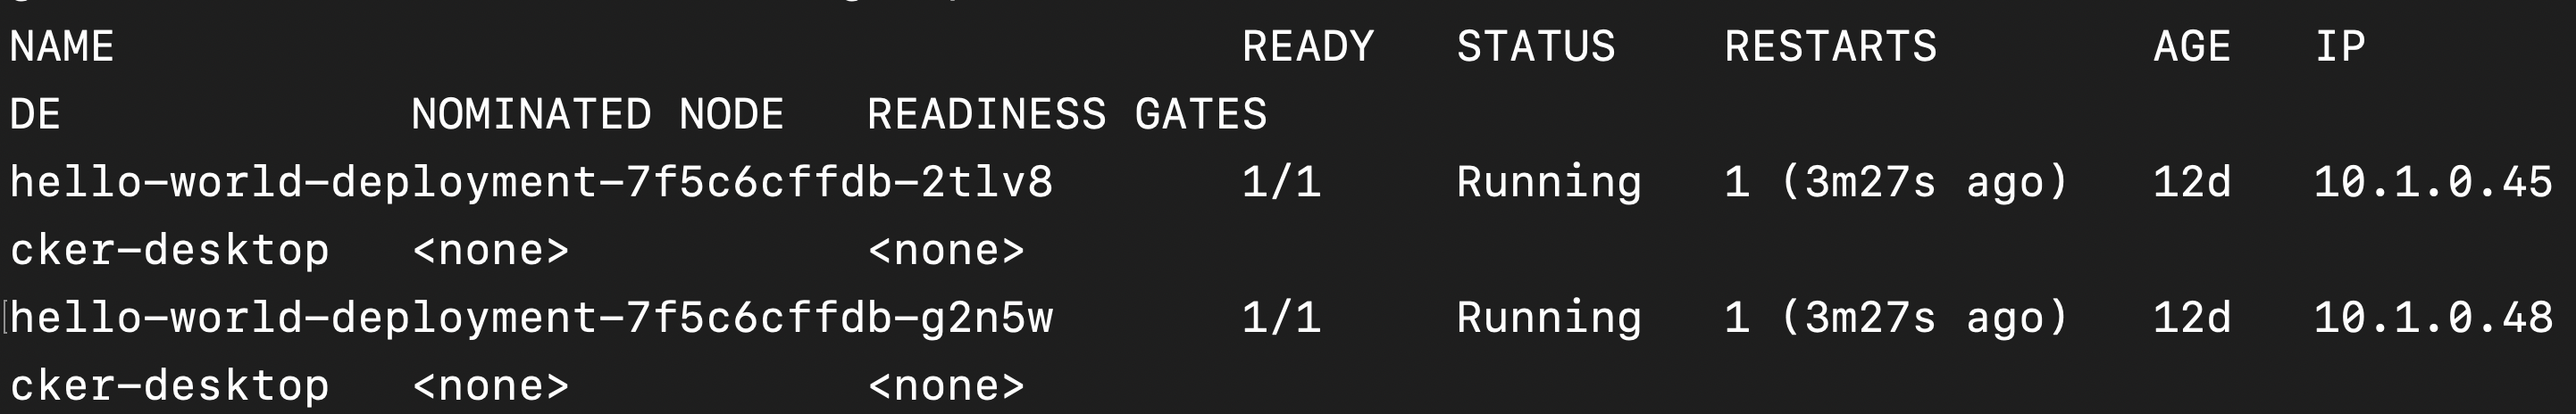 NAME READY STATUS RESTARTS AGE IP
DE NOMINATED NODE READINESS GATES
hello-world-deployment-7f5c6cffdb-2tlv8 1/1 Running 1 (3m27s ago) 12d 10.1.0.45
cker-desktop <none> <none>
hello-world-deployment-7f5c6cffdb-g2n5w 1/1 Running 1 (3m27s ago) 12d 10.1.0.48
cker-desktop <none> <none>